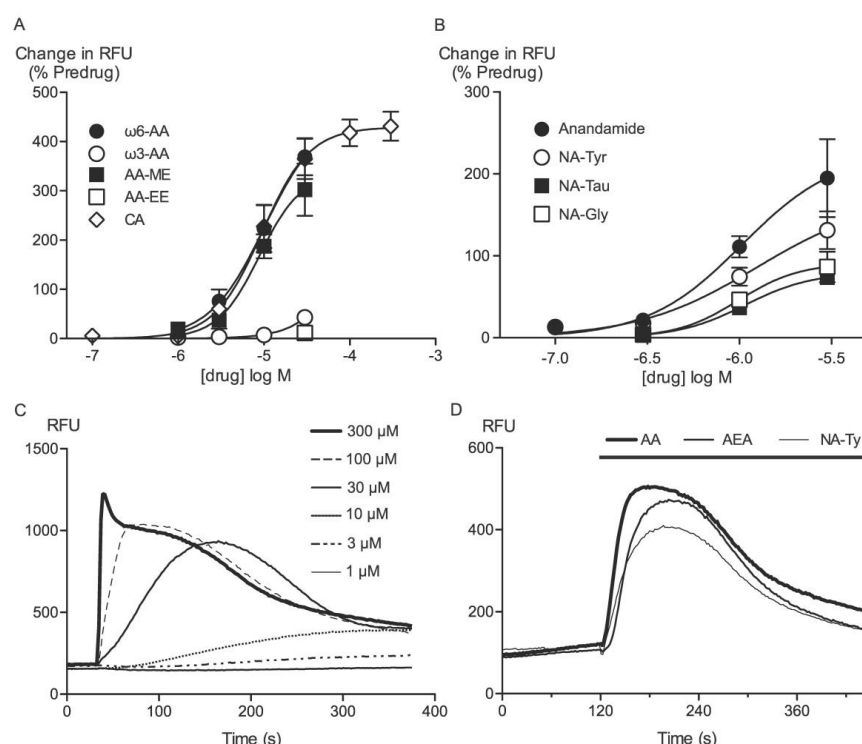 A
Change in RFU
(% Predrug)
500
400
300
200
100
0
ω6-AA
ω3-AA
AA-ME
AA-EE
CA
-7
-6
-5
-4
-3
[drug] log M
B
Change in RFU
(% Predrug)
300
200
100
0
Anandamide
NA-Tyr
NA-Tau
NA-Gly
-7.0
-6.5
-6.0
-5.5
[drug] log M
C
RFU
1500
1000
500
0
300 µM
100 µM
30 µM
10 µM
3 µM
1 µM
0
100
200
300
400
Time (s)
D
RFU
600
400
200
0
AA
AEA
NA-Ty
0
120
240
360
Time (s)